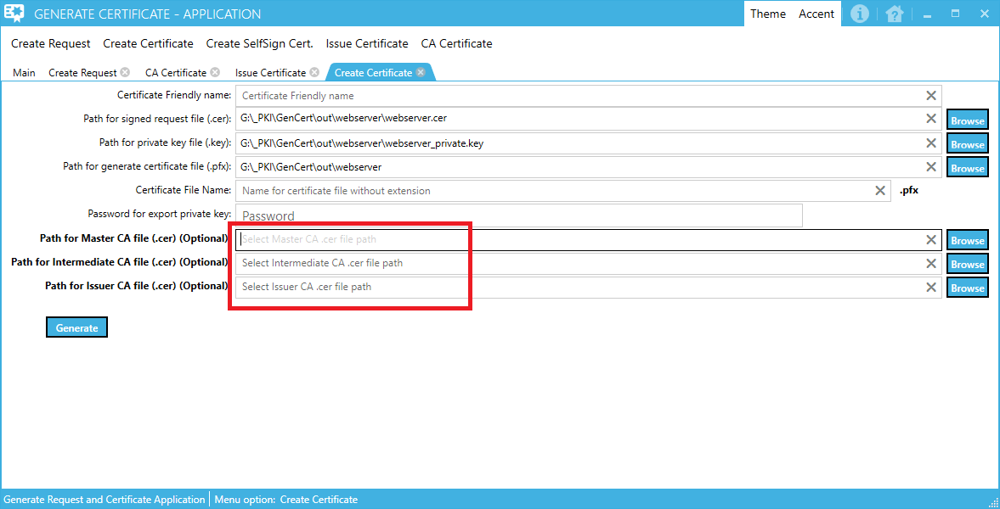 GENERATE CERTIFICATE - APPLICATION Theme Accent
Create Request Create Certificate Create SelfSign Cert. Issue Certificate CA Certificate
Main Create Request CA Certificate Issue Certificate Create Certificate
Certificate Friendly name: Certificate Friendly name
Path for signed request file (.cer): G:\_PKI\GenCert\out\webserver\webserver.cer Browse
Path for private key file (.key): G:\_PKI\GenCert\out\webserver\webserver_private.key Browse
Path for generate certificate file (.pfx): G:\_PKI\GenCert\out\webserver Browse
Certificate File Name: Name for certificate file without extension .pfx
Password for export private key: Password
Path for Master CA file (.cer) (Optional) Select Master CA .cer file path Browse
Path for Intermediate CA file (.cer) (Optional) Select Intermediate CA .cer file path Browse
Path for Issuer CA file (.cer) (Optional) Select Issuer CA .cer file path Browse
Generate
Generate Request and Certificate Application Menu option: Create Certificate